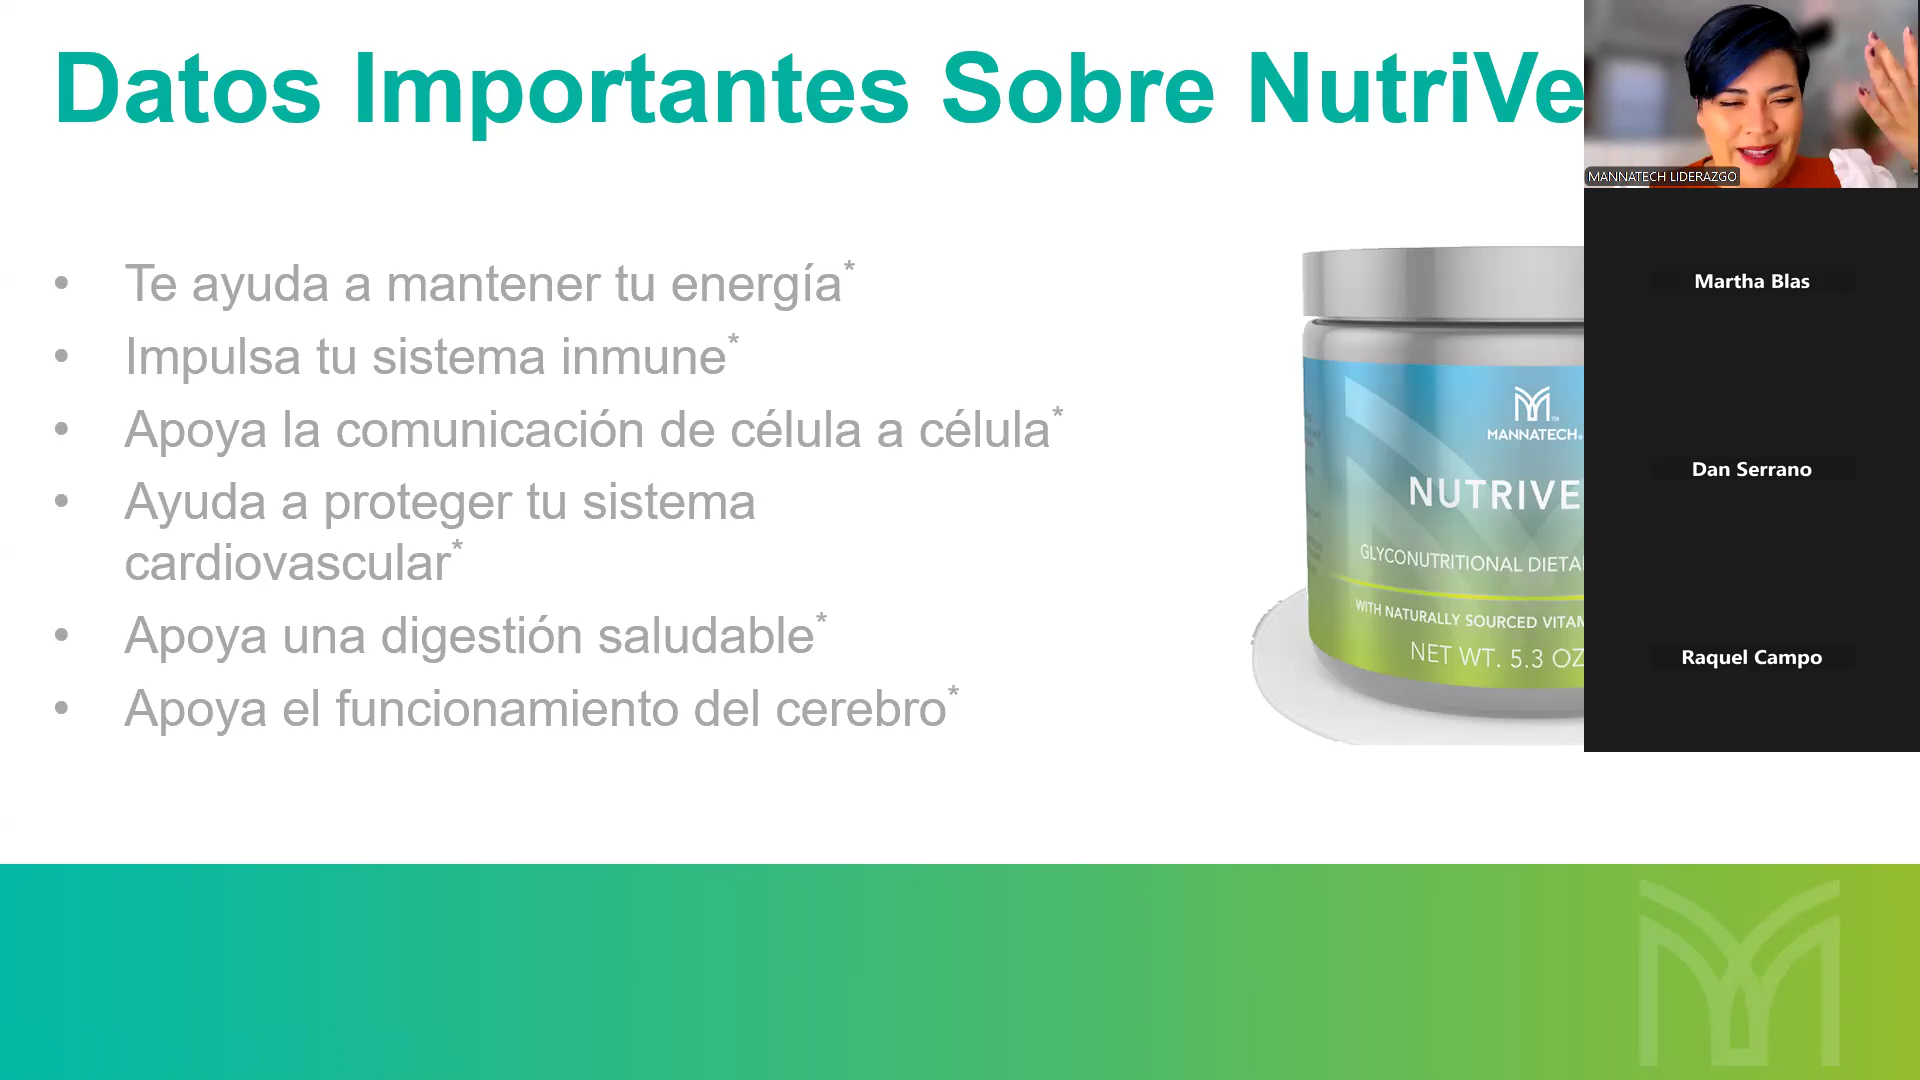 Datos Importantes Sobre NutriVe
• Te ayuda a mantener tu energía*
• Impulsa tu sistema inmune*
• Apoya la comunicación de célula a célula*
• Ayuda a proteger tu sistema
cardiovascular*
• Apoya una digestión saludable*
• Apoya el funcionamiento del cerebro*
MANNATECH
NUTRIVE
GLYCONUTRITIONAL DIETA
WITH NATURALLY SOURCED VITAM
NET WT. 5.3 OZ
MANNATECH LIDERAZGO
Martha Blas
Dan Serrano
Raquel Campo